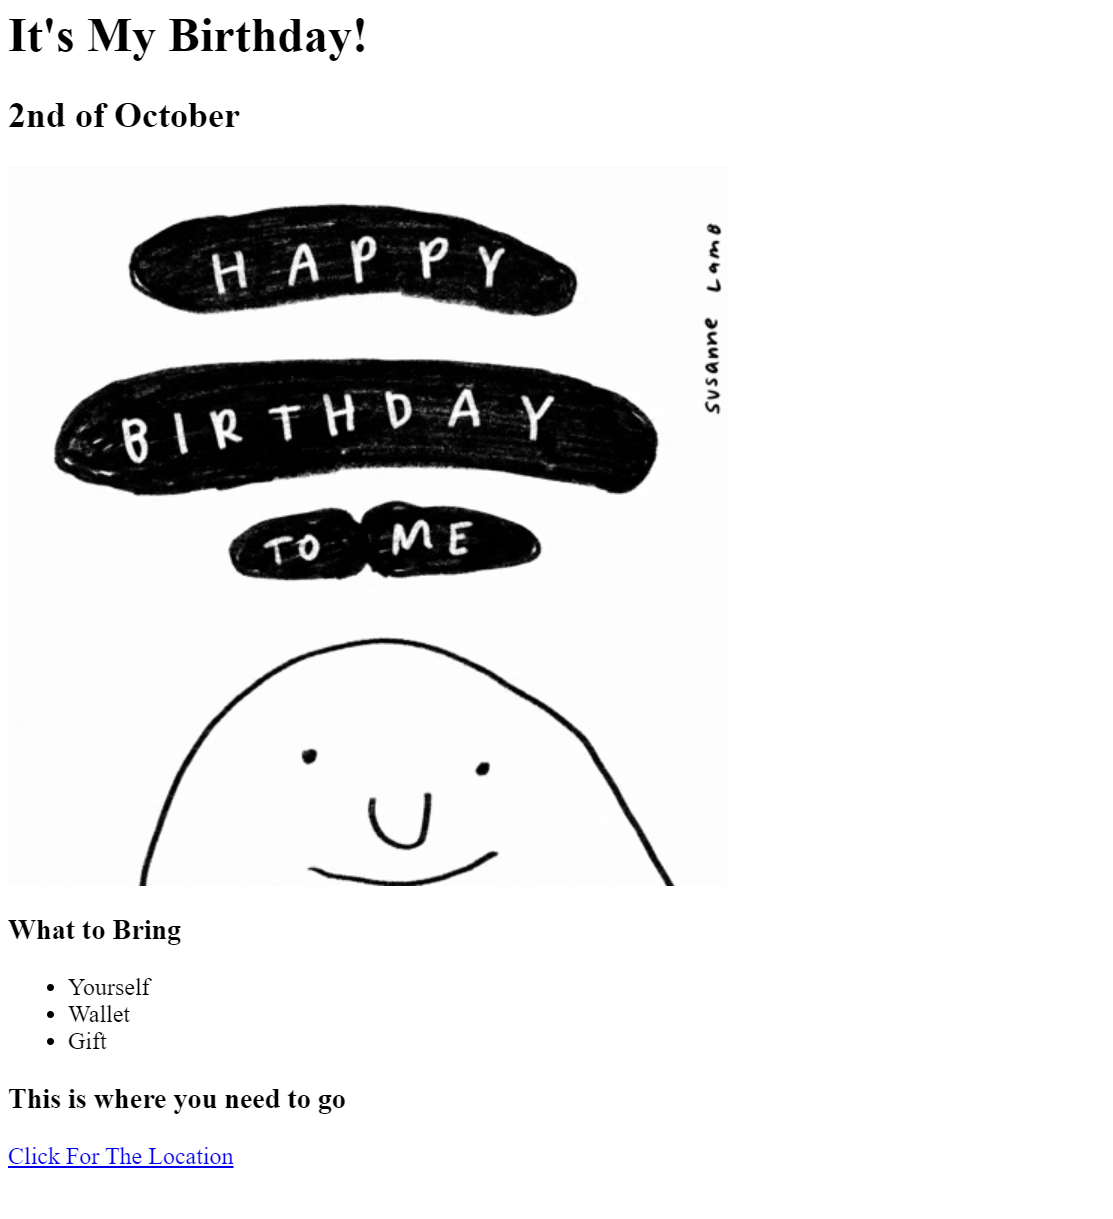 It's My Birthday!
2nd of October
HAPPY
BIRTHDAY
TO ME
susanne Lamb
What to Bring
Yourself
Wallet
Gift
This is where you need to go
Click For The Location